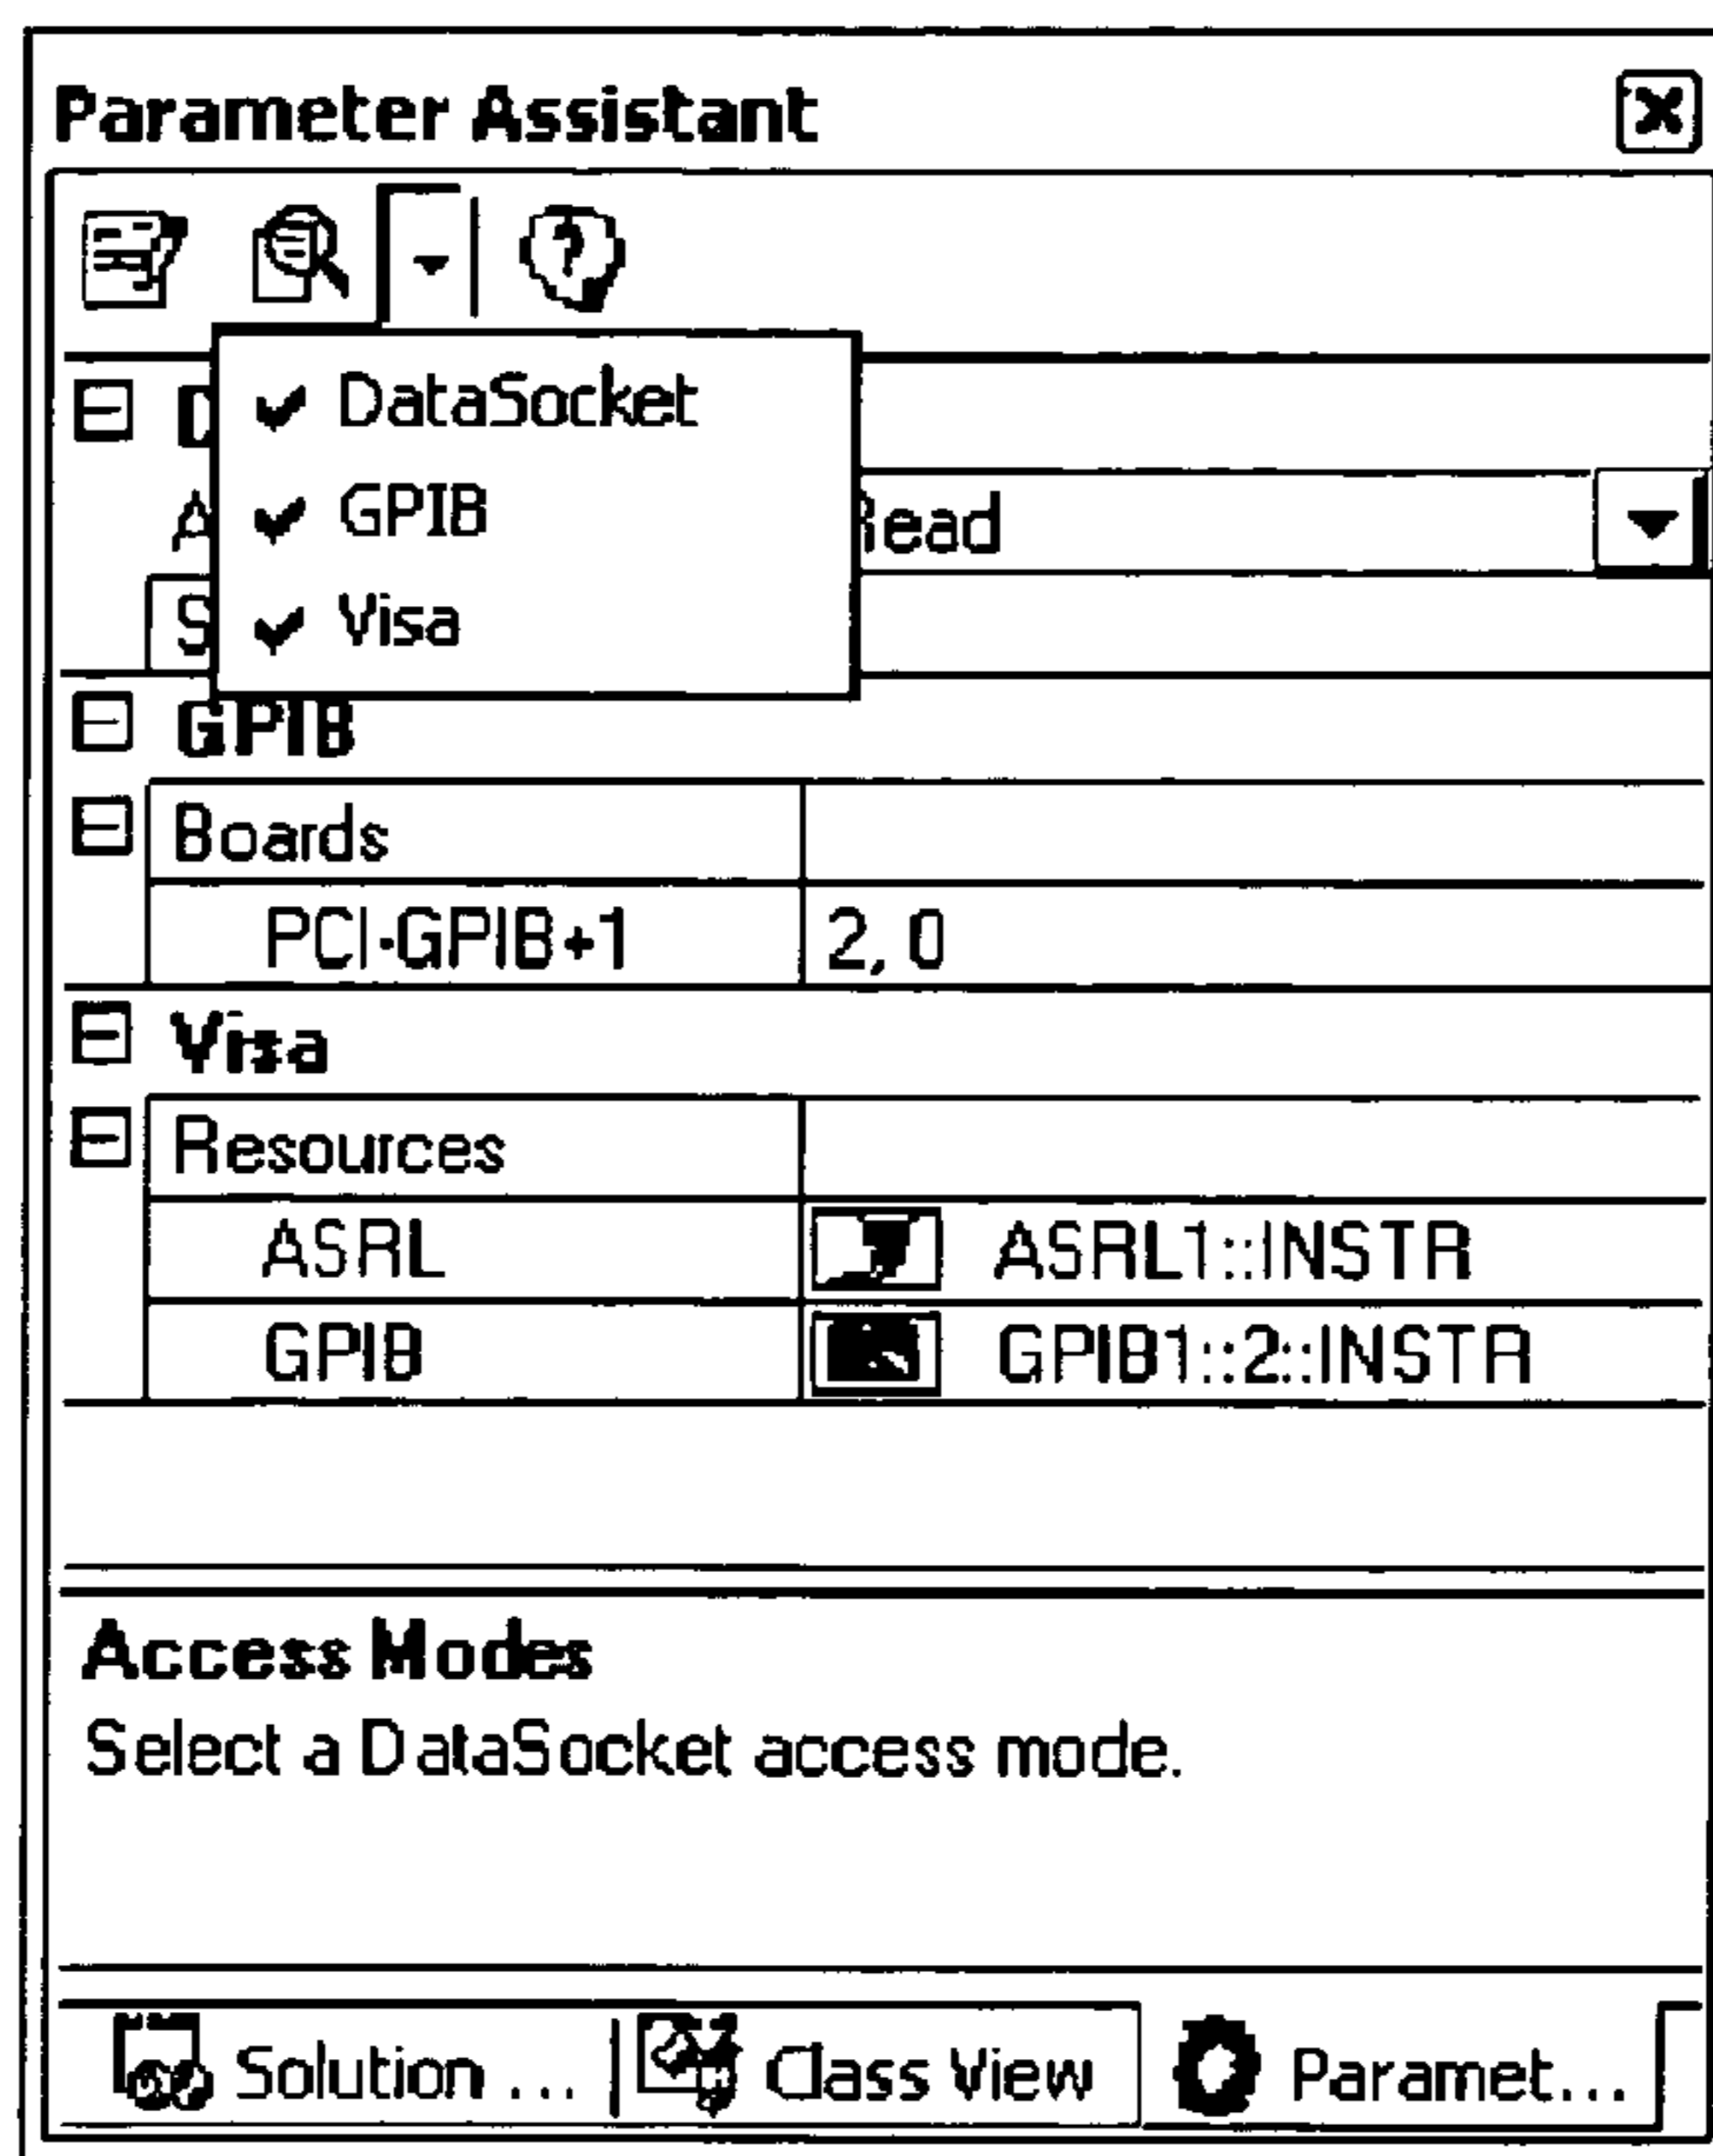 Parameter Assistant
DataSocket
GPIB
Read
Visa
GPIB
Boards
PCI-GPIB+1 2, 0
Visa
Resources
ASRL ASRL1::INSTR
GPIB GPIB1::2::INSTR
Access Modes
Select a DataSocket access mode.
Solution ... Class View Paramet...